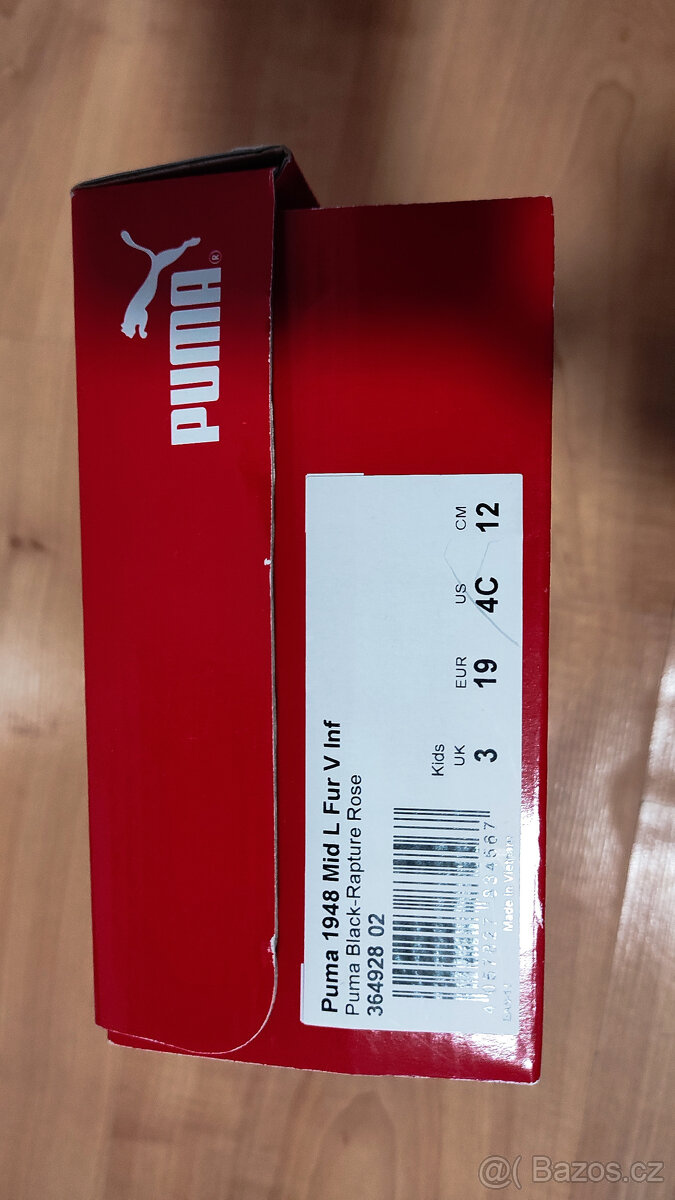 PUMA®
Puma 1948 Mid L Fur V Inf
Puma Black-Rapture Rose
364928 02
Kids
UK EUR US CM
3 19 4C 12
Made in Vietnam
@( Bazos.cz